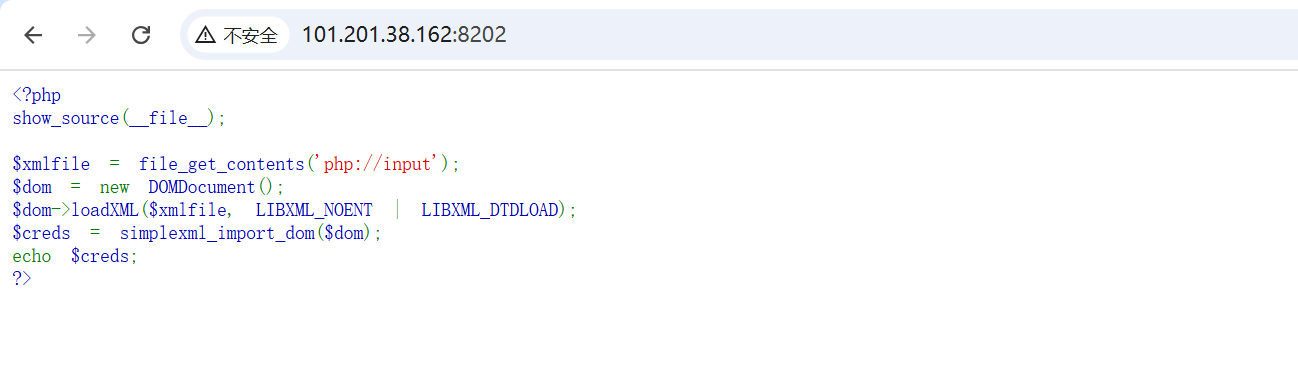 不安全 101.201.38.162:8202
<?php
show_source(__file__);
$xmlfile = file_get_contents('php://input');
$dom = new DOMDocument();
$dom->loadXML($xmlfile, LIBXML_NOENT | LIBXML_DTDLOAD);
$creds = simplexml_import_dom($dom);
echo $creds;
?>